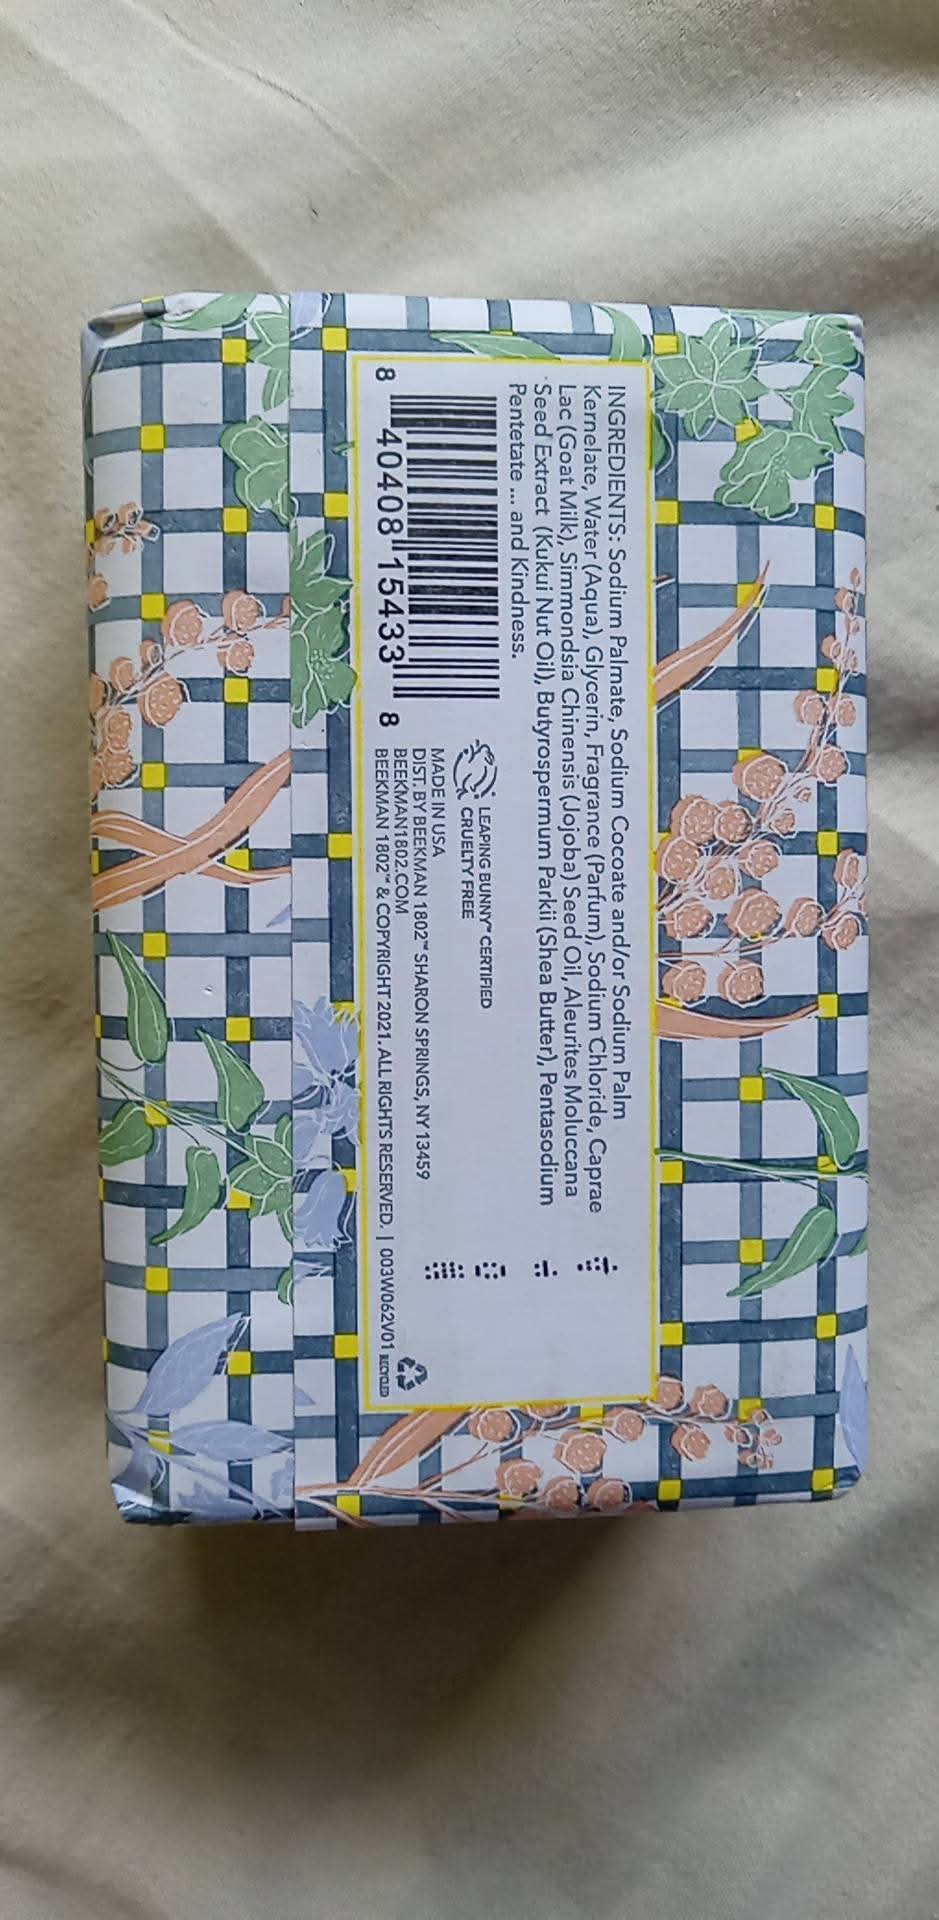 INGREDIENTS: Sodium Palmate, Sodium Cocoate and/or Sodium Palm
Kernelate, Water (Aqua), Glycerin, Fragrance (Parfum), Sodium Chloride, Caprae
Lac (Goat Milk), Simmondsia Chinensis (Jojoba) Seed Oil, Aleurites Moluccana
Seed Extract (Kukui Nut Oil), Butyrospermum Parkii (Shea Butter), Pentasodium
Pentetate .... and Kindness.
8 40408 15433 8
LEAPING BUNNY™ CERTIFIED
CRUELTY FREE
MADE IN USA
DIST. BY BEEKMAN 1802™ SHARON SPRINGS, NY 13459
BEEKMAN1802.COM
BEEKMAN 1802™ & COPYRIGHT 2021. ALL RIGHTS RESERVED. | 003W062V01
RECYCLED